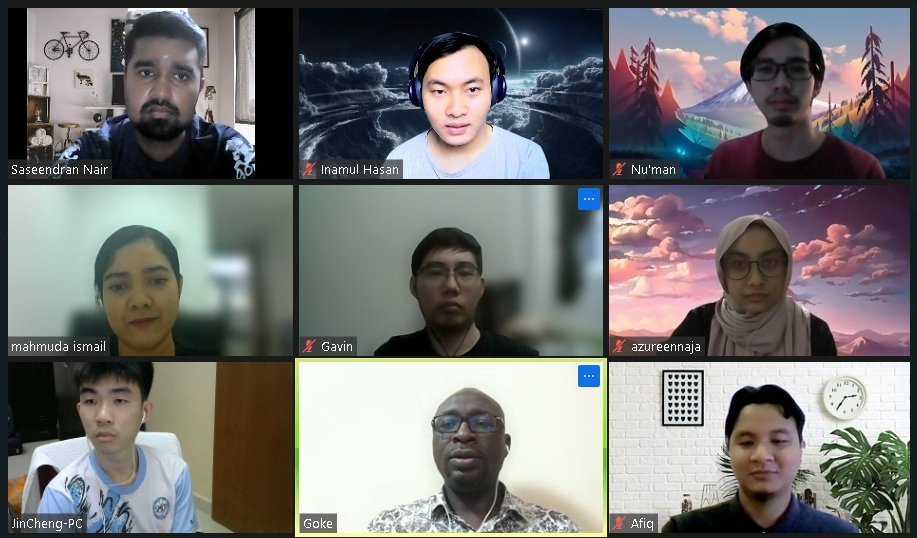 Saseendran Nair
Inamul Hasan
Nu'man
mahmuda ismail
Gavin
azureennaja
JinCheng-PC
Goke
Afiq